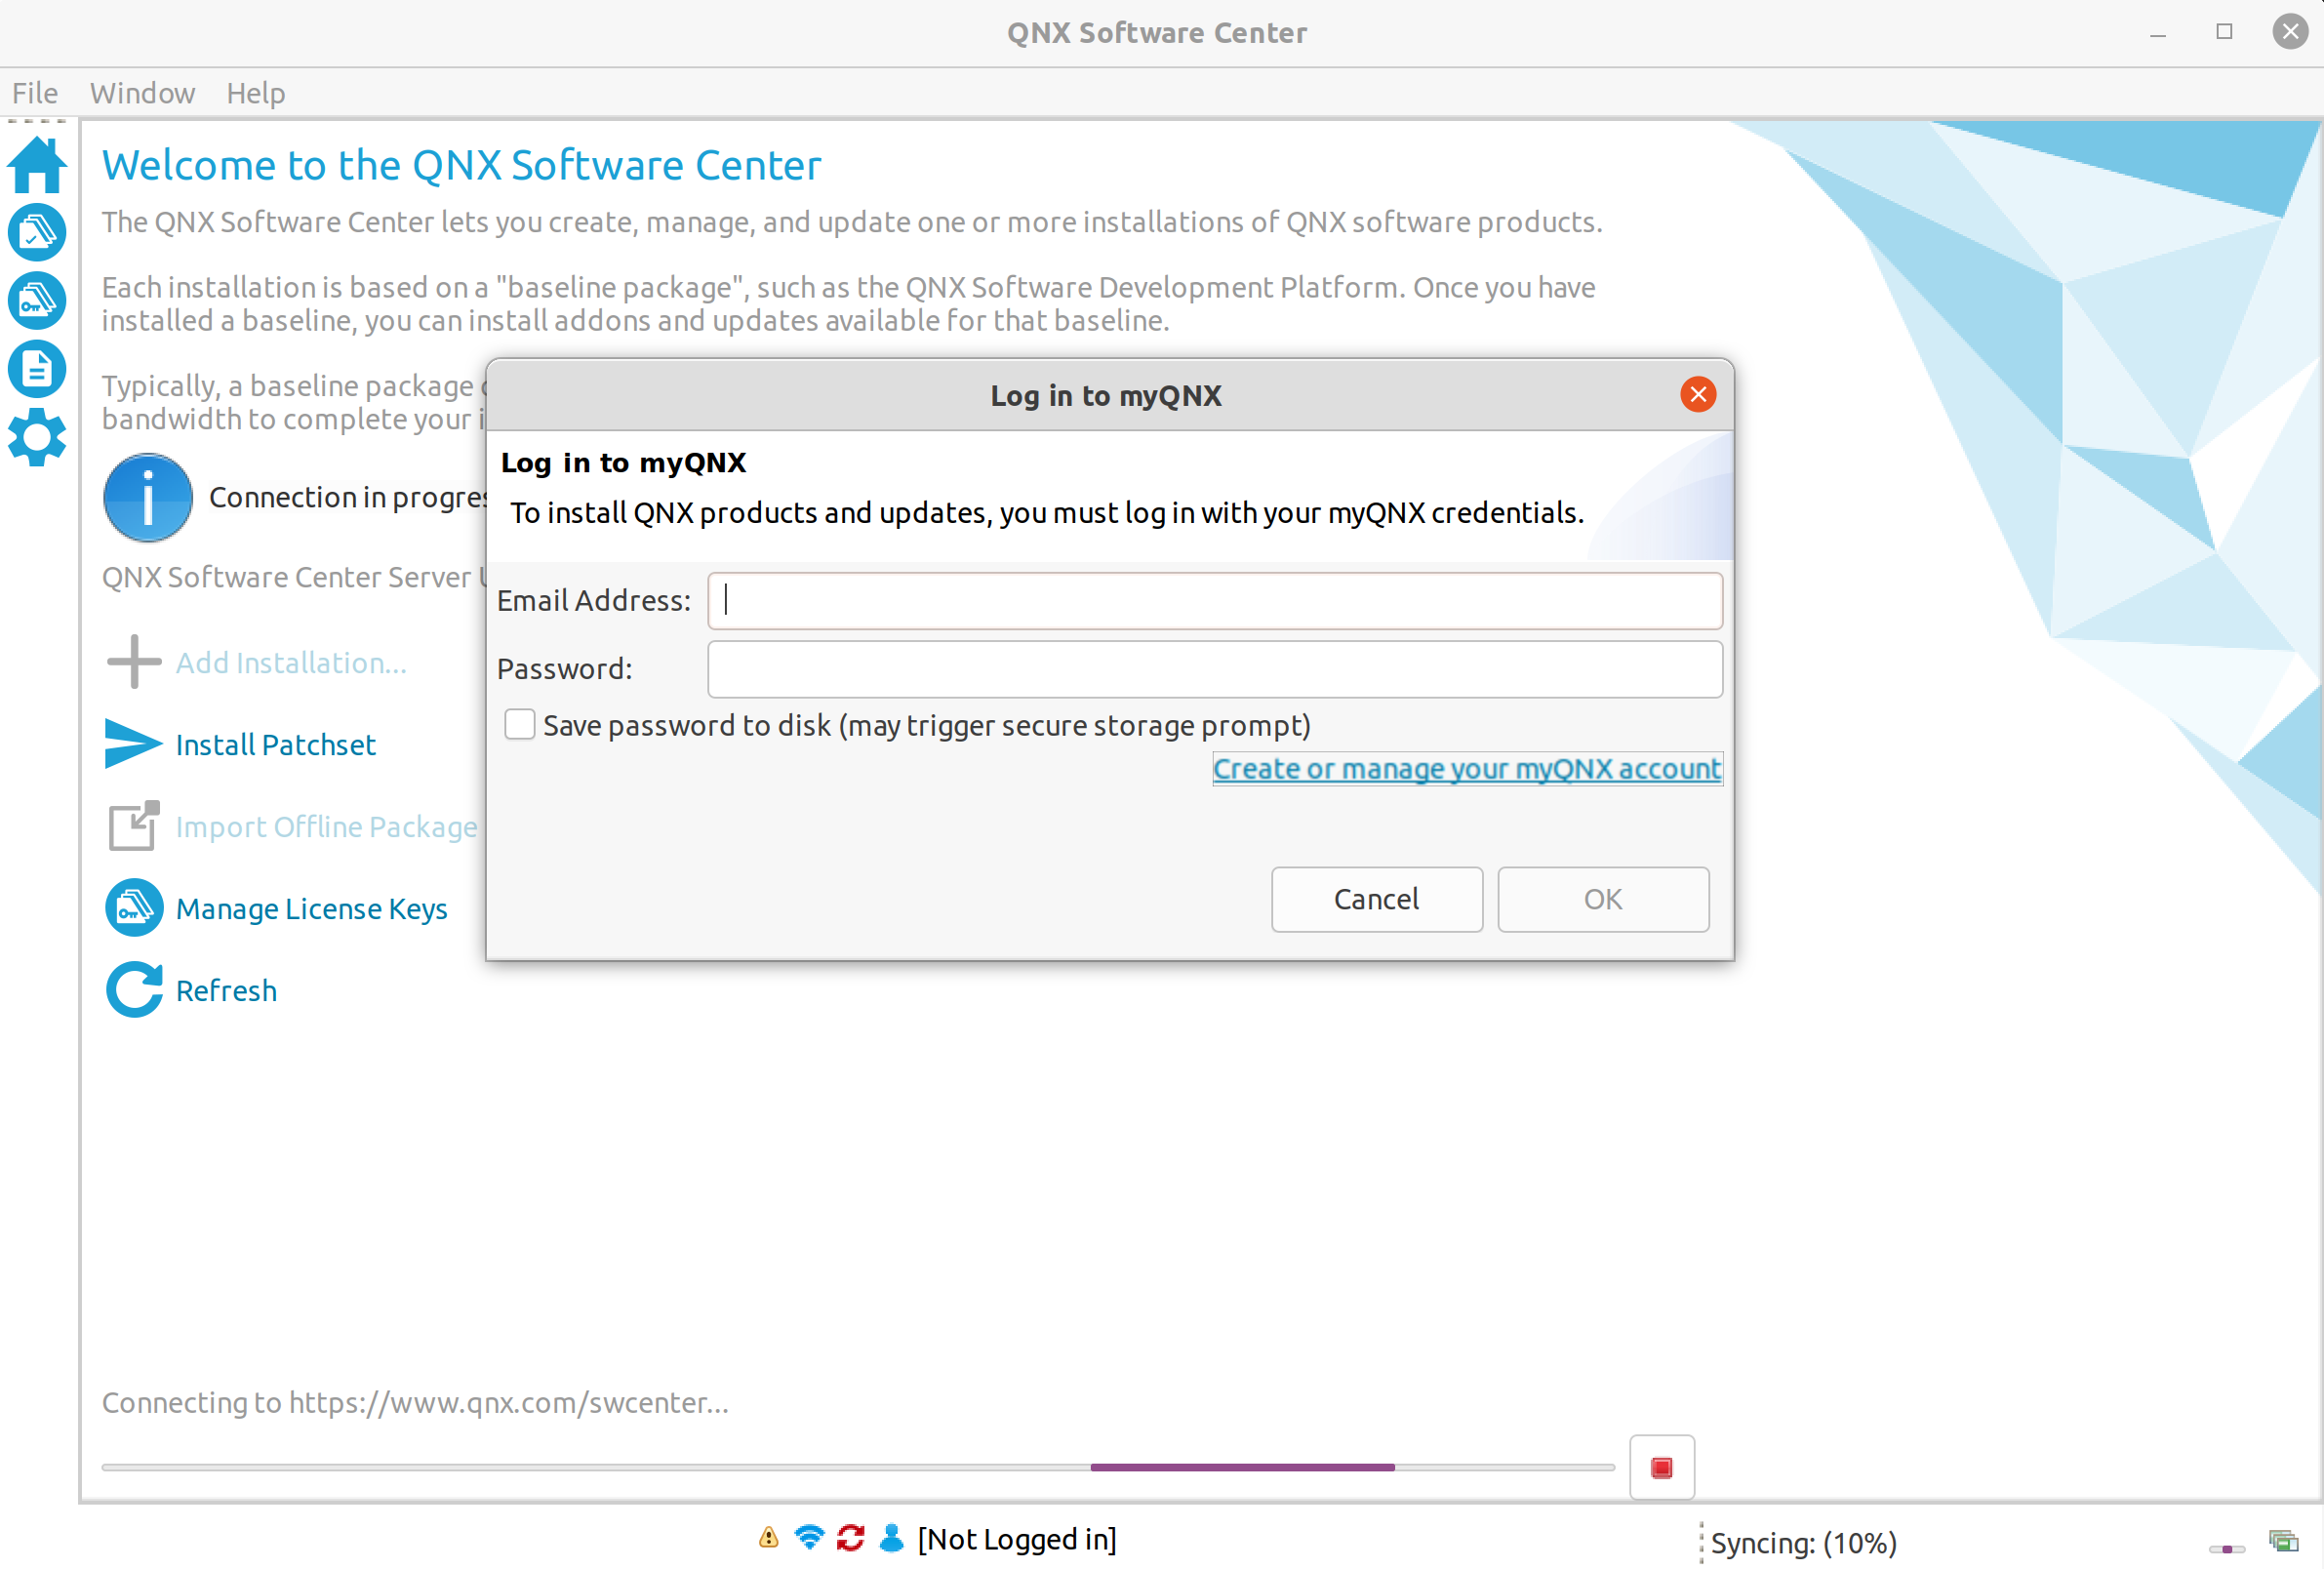 QNX Software Center
File Window Help
Welcome to the QNX Software Center
The QNX Software Center lets you create, manage, and update one or more installations of QNX software products.
Each installation is based on a "baseline package", such as the QNX Software Development Platform. Once you have
installed a baseline, you can install addons and updates available for that baseline.
Typically, a baseline package
bandwidth to complete your
Connection in
QNX Software Center Server
Add Installation...
Install Patchset
Import Offline Package
Manage License Keys
Refresh
Log in to myQNX
Log in to myQNX
To install QNX products and updates, you must log in with your myQNX credentials.
Email Address:
Password:
Save password to disk (may trigger secure storage prompt)
Create or manage your myQNX account
Cancel OK
Connecting to https://www.qnx.com/swcenter...
[Not Logged in]
Syncing: (10%)